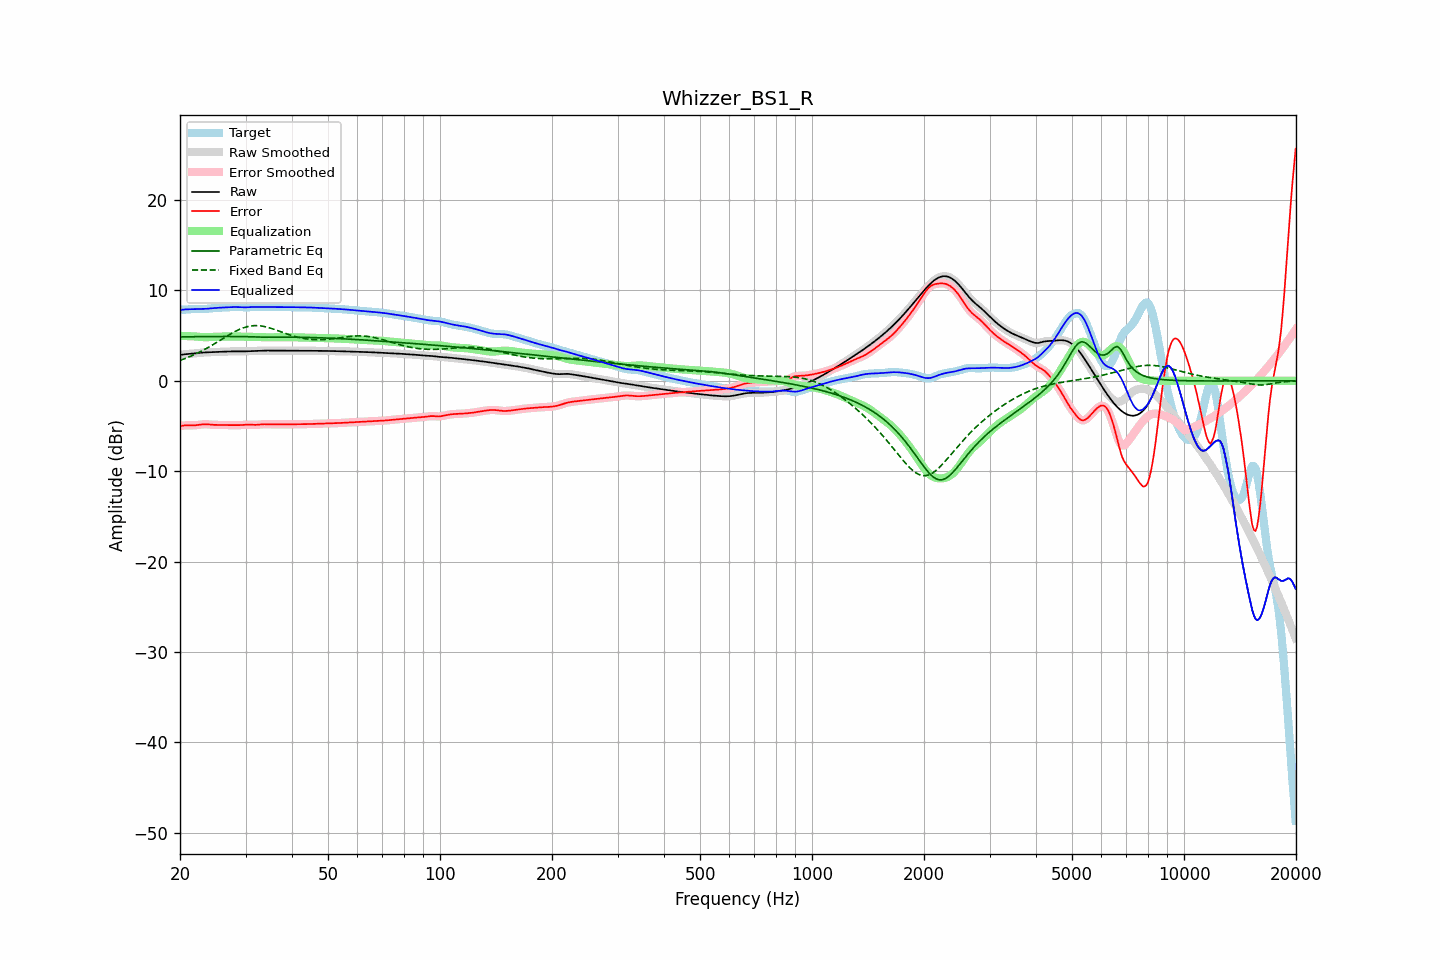 Whizzer_BS1_R
Target
Raw Smoothed
Error Smoothed
Raw
Error
Equalization
Parametric Eq
Fixed Band Eq
Equalized
20
10
0
−10
−20
−30
−40
−50
Amplitude (dBr)
20 50 100 200 500 1000 2000 5000 10000 20000
Frequency (Hz)